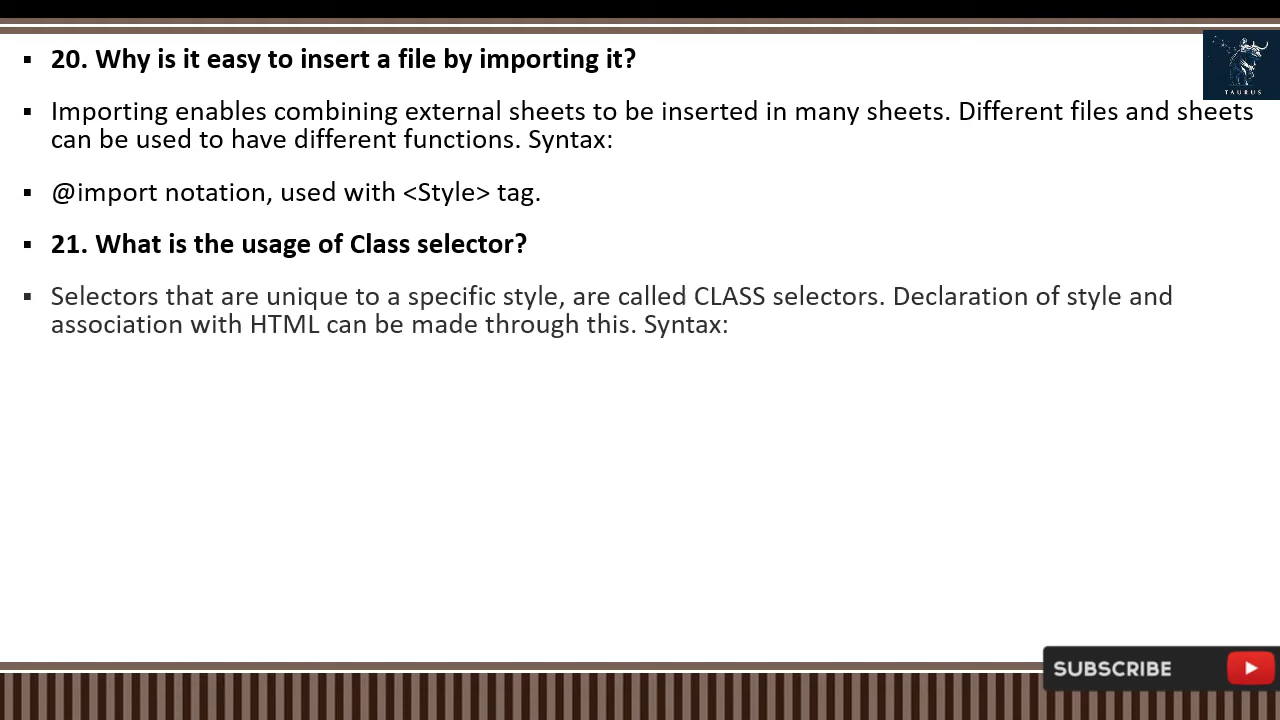 ▪ 20. Why is it easy to insert a file by importing it?
TAURUS
▪ Importing enables combining external sheets to be inserted in many sheets. Different files and sheets
can be used to have different functions. Syntax:
▪ @import notation, used with <Style> tag.
▪ 21. What is the usage of Class selector?
▪ Selectors that are unique to a specific style, are called CLASS selectors. Declaration of style and
association with HTML can be made through this. Syntax:
SUBSCRIBE